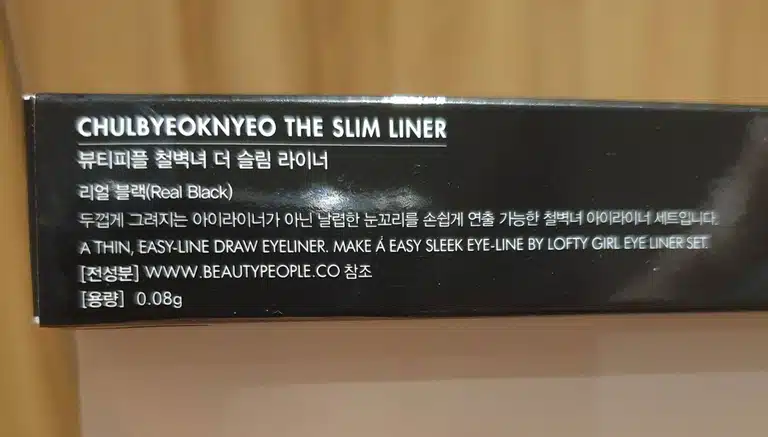 CHULBYEOKNYEO THE SLIM LINER
뷰티피플 철벽녀 더 슬림 라이너
리얼 블랙(Real Black)
두껍게 그려지는 아이라이너가 아닌 날렵한 눈꼬리를 손쉽게 연출 가능한 철벽녀 아이라이너 세트입니다.
A THIN, EASY-LINE DRAW EYELINER. MAKE Á EASY SLEEK EYE-LINE BY LOFTY GIRL EYE LINER SET.
[전성분] WWW.BEAUTYPEOPLE.CO 참조
[용량] 0.08g